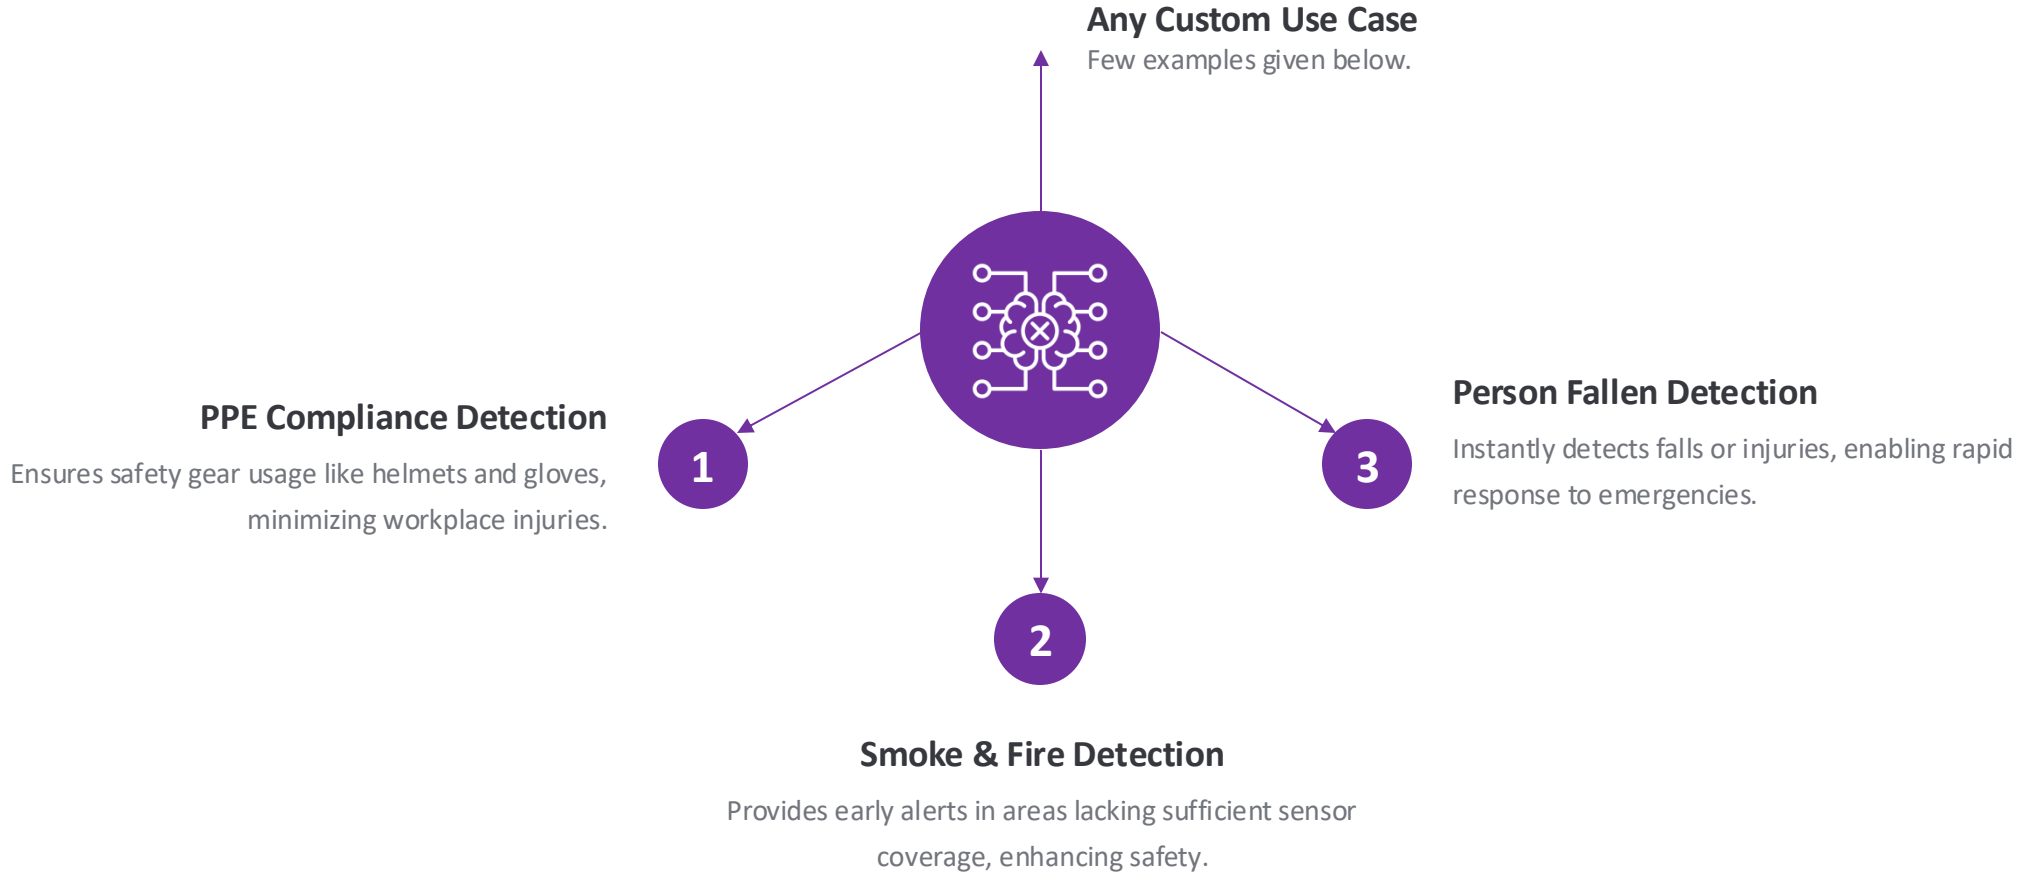 Any Custom Use Case
Few examples given below.
PPE Compliance Detection
Ensures safety gear usage like helmets and gloves,
minimizing workplace injuries.
1
2
Smoke & Fire Detection
Provides early alerts in areas lacking sufficient sensor
coverage, enhancing safety.
3
Person Fallen Detection
Instantly detects falls or injuries, enabling rapid
response to emergencies.